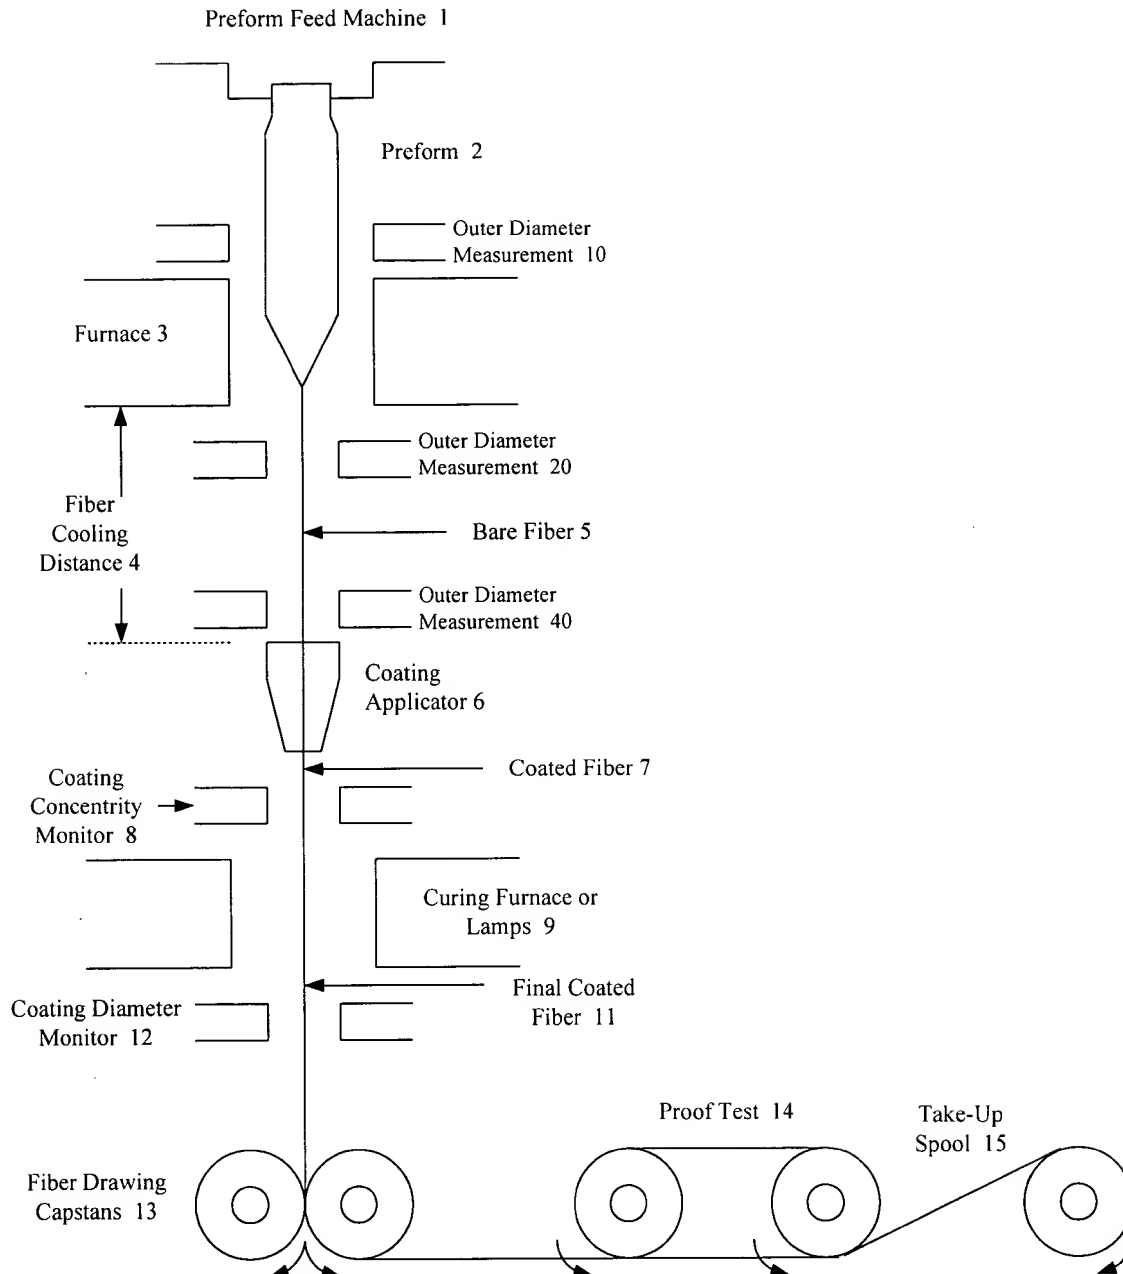 Preform Feed Machine 1
Preform 2
Outer Diameter
Measurement 10
Furnace 3
Outer Diameter
Measurement 20
Fiber
Cooling
Distance 4
Bare Fiber 5
Outer Diameter
Measurement 40
Coating
Applicator 6
Coated Fiber 7
Coating
Concentrity
Monitor 8
Curing Furnace or
Lamps 9
Final Coated
Fiber 11
Coating Diameter
Monitor 12
Proof Test 14
Take-Up
Spool 15
Fiber Drawing
Capstans 13